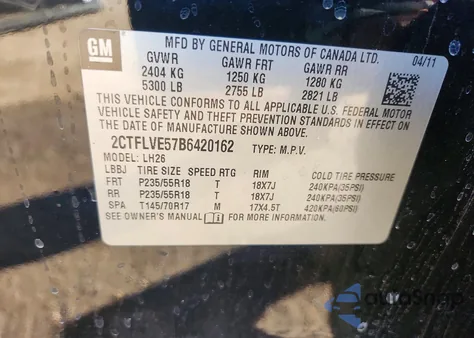 GM
MFD BY GENERAL MOTORS OF CANADA LTD.
04/11
GVWR GAWR FRT GAWR RR
2404 KG 1250 KG 1280 KG
5300 LB 2755 LB 2821 LB
THIS VEHICLE CONFORMS TO ALL APPLICABLE U.S. FEDERAL MOTOR
VEHICLE SAFETY AND THEFT PREVENTION STANDARDS IN EFFECT ON
THE DATE OF MANUFACTURE SHOWN ABOVE.
2CTFLVE57B6420162 TYPE: M.P.V.
MODEL: LH26
LBBJ TIRE SIZE SPEED RTG RIM COLD TIRE PRESSURE
FRT P235/55R18 T 18X7J 240KPA(35PSI)
RR P235/55R18 T 18X7J 240KPA(35PSI)
SPA T145/70R17 M 17X4.5T 420KPA(60PSI)
SEE OWNER'S MANUAL i FOR MORE INFORMATION.
autoSnap